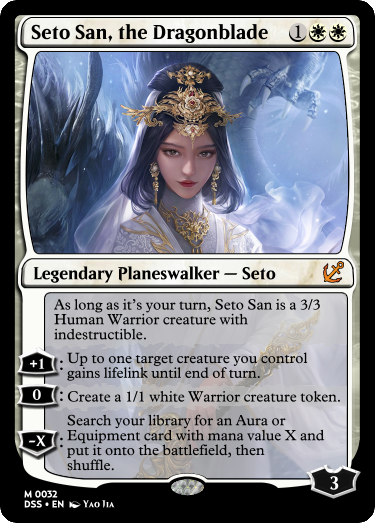 Seto San, the Dragonblade 1
Legendary Planeswalker — Seto
As long as it's your turn, Seto San is a 3/3
Human Warrior creature with
indestructible.
+1: Up to one target creature you control
gains lifelink until end of turn.
0: Create a 1/1 white Warrior creature token.
Search your library for an Aura or
-X: Equipment card with mana value X and
put it onto the battlefield, then
shuffle.
3
M 0032
DSS • EN Yao Jia